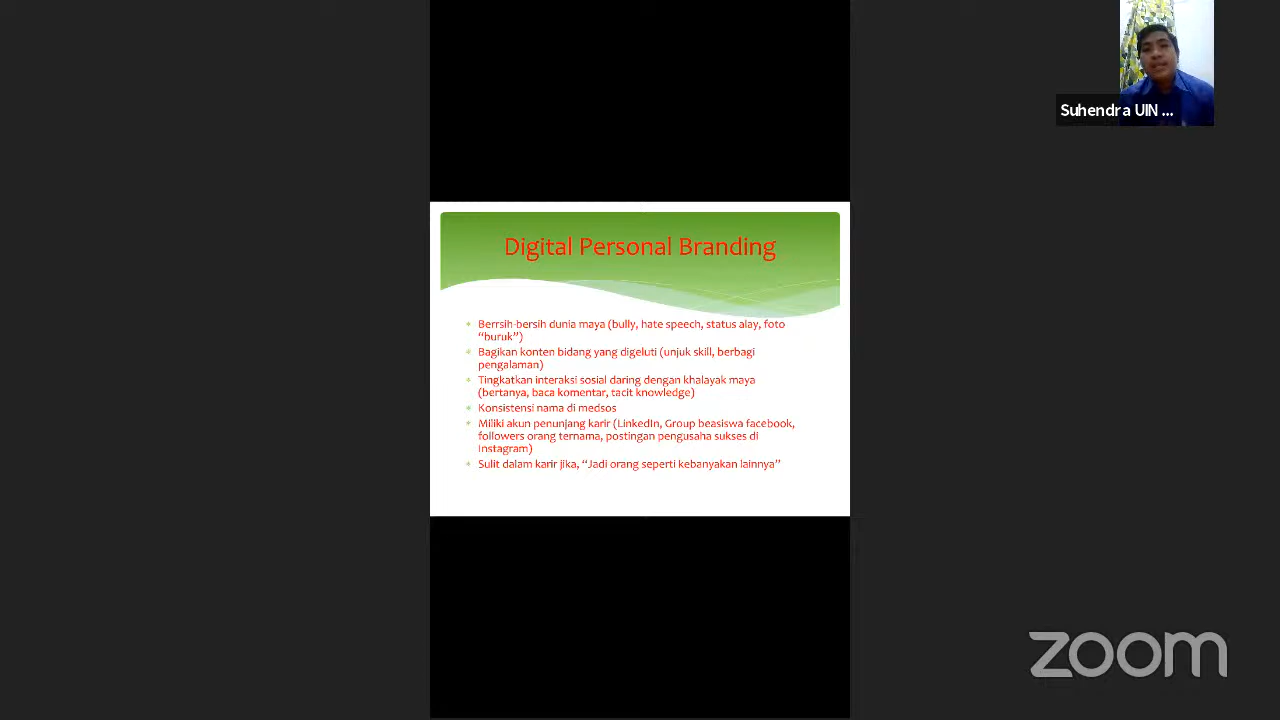 Suhendra UIN ...
Digital Personal Branding
Berrsih-bersih dunia maya (bully, hate speech, status alay, foto
“buruk”)
Bagikan konten bidang yang digeluti (unjuk skill, berbagi
pengalaman)
Tingkatkan interaksi sosial daring dengan khalayak maya
(bertanya, baca komentar, tacit knowledge)
Konsistensi nama di medsos
Miliki akun penunjang karir (LinkedIn, Group beasiswa facebook,
followers orang ternama, postingan pengusaha sukses di
Instagram)
Sulit dalam karir jika, “Jadi orang seperti kebanyakan lainnya”
zoom